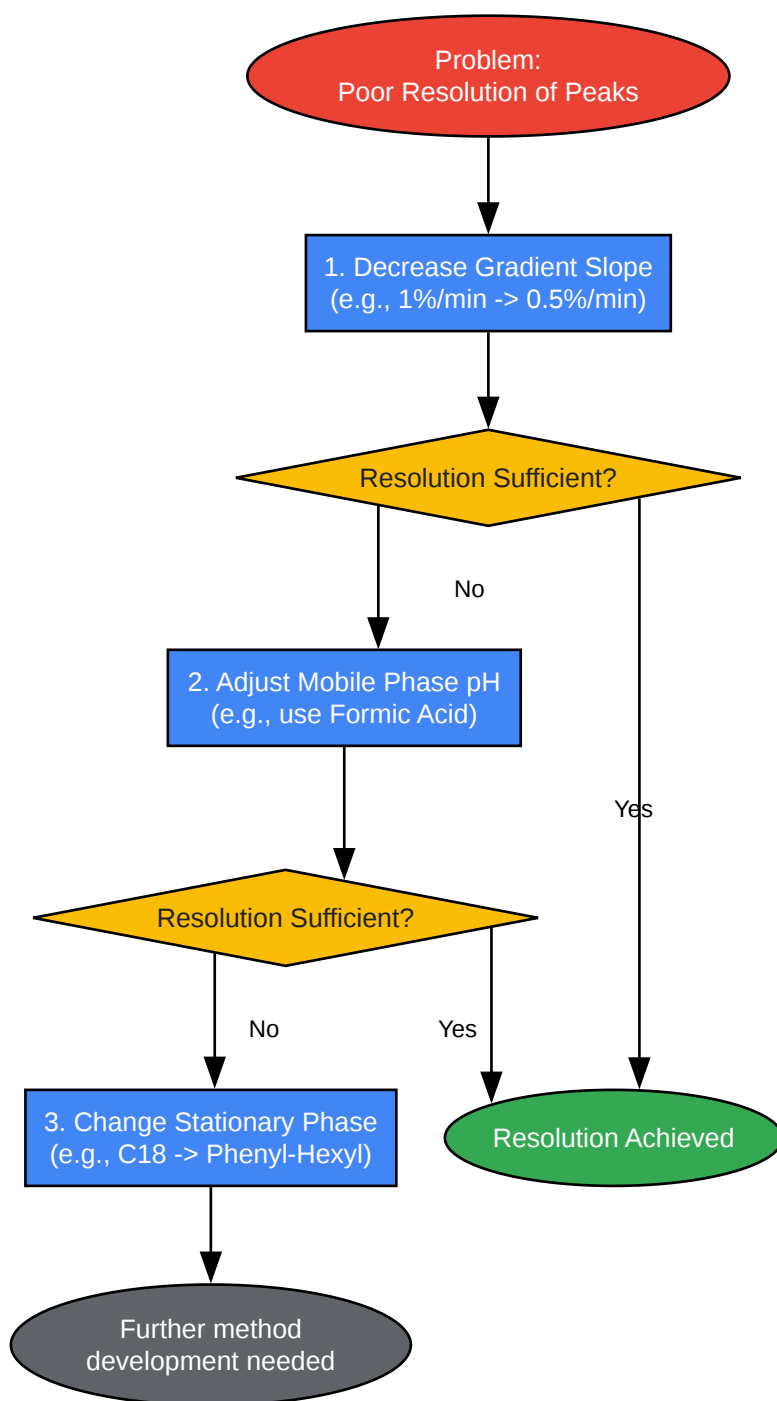 Problem:
Poor Resolution of Peaks
1. Decrease Gradient Slope
(e.g., 1%/min -> 0.5%/min)
Resolution Sufficient?
No
2. Adjust Mobile Phase pH
(e.g., use Formic Acid)
Yes
Resolution Sufficient?
No
Yes
3. Change Stationary Phase
(e.g., C18 -> Phenyl-Hexyl)
Resolution Achieved
Further method
development needed